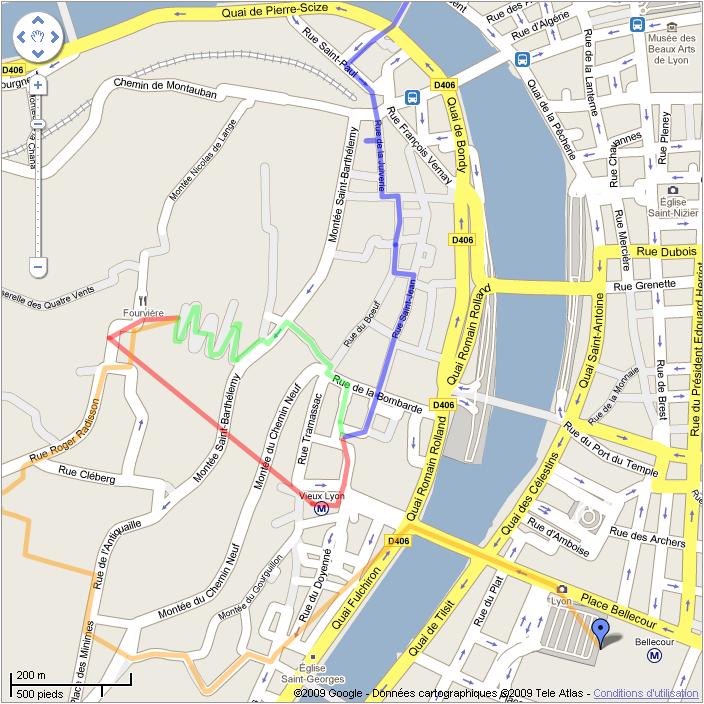 Quai de Pierre-Scize
Rue d'Algérie
Musée des
Beaux Arts
de Lyon
Rue Saint-Paul
D406
Chemin de Montauban
D406
Quai de la Pêcherie
Rue de la Lanterne
Rue Pleney
Rue Chavannes
Rue François Vernay
Quai de Bondy
Rue de la Juiverie
Montée Nicolas de Lange
Montée Saint-Barthélemy
Église
Saint-Nizier
Rue Mercière
D406
Rue Dubois
Rue Grenette
erelle des Quatre Vents
Fourvière
Rue du Boeuf
Rue Saint-Jean
Quai Romain Rolland
Quai Saint-Antoine
Rue du Président Edouard Herriot
Rue de la Monnaie
Rue de Brest
Rue de la Bombarde
D406
Rue Roger Radisson
Montée Saint-Barthélemy
Montée du Chemin Neuf
Rue Tramassac
Quai Romain Rolland
Rue du Port du Temple
Rue Cléberg
Vieux Lyon
M
Quai des Célestins
Rue d'Amboise
Rue des Archers
D406
Rue de l'Antiquaille
Montée du Chemin Neuf
Montée du Gourguillon
Rue du Doyenné
Quai Fulchiron
Quai de Tilsit
Rue du Plat
Lyon
Place Bellecour
Bellecour
M
Place des Minimes
Église
Saint-Georges
200 m
500 pieds
©2009 Google - Données cartographiques ©2009 Tele Atlas - Conditions d'utilisation